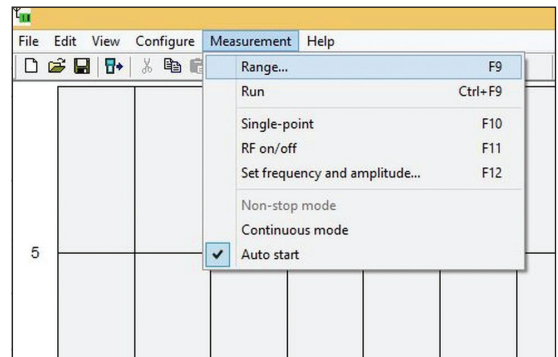 File Edit View Configure Measurement Help
Range... F9
Run Ctrl+F9
Single-point F10
RF on/off F11
Set frequency and amplitude... F12
Non-stop mode
Continuous mode
Auto start
5